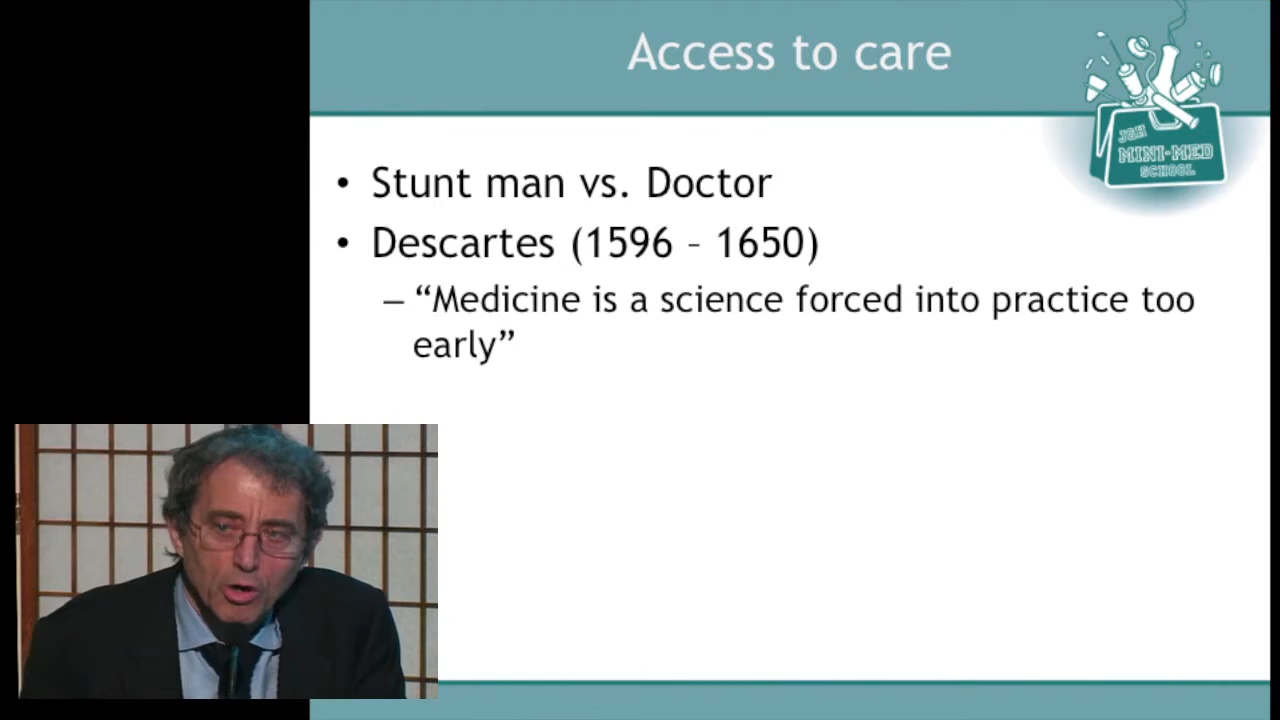 Access to care
JGH
MINI-MED
SCHOOL
• Stunt man vs. Doctor
• Descartes (1596 – 1650)
– “Medicine is a science forced into practice too
early”